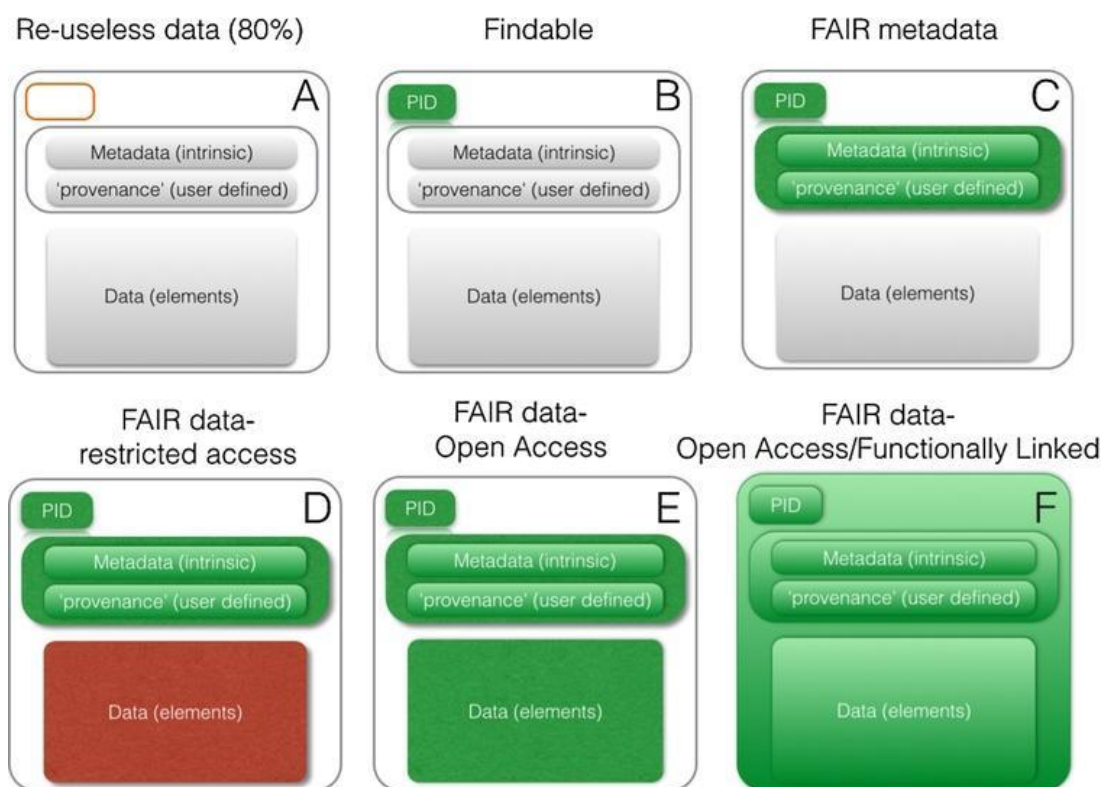 Re-useless data (80%)
Findable
FAIR metadata
A
Metadata (intrinsic)
'provenance' (user defined)
Data (elements)
PID
B
Metadata (intrinsic)
'provenance' (user defined)
Data (elements)
PID
C
Metadata (intrinsic)
'provenance' (user defined)
Data (elements)
FAIR data-
restricted access
FAIR data-
Open Access
FAIR data-
Open Access/Functionally Linked
PID
D
Metadata (intrinsic)
'provenance' (user defined)
Data (elements)
PID
E
Metadata (intrinsic)
'provenance' (user defined)
Data (elements)
PID
F
Metadata (intrinsic)
'provenance' (user defined)
Data (elements)